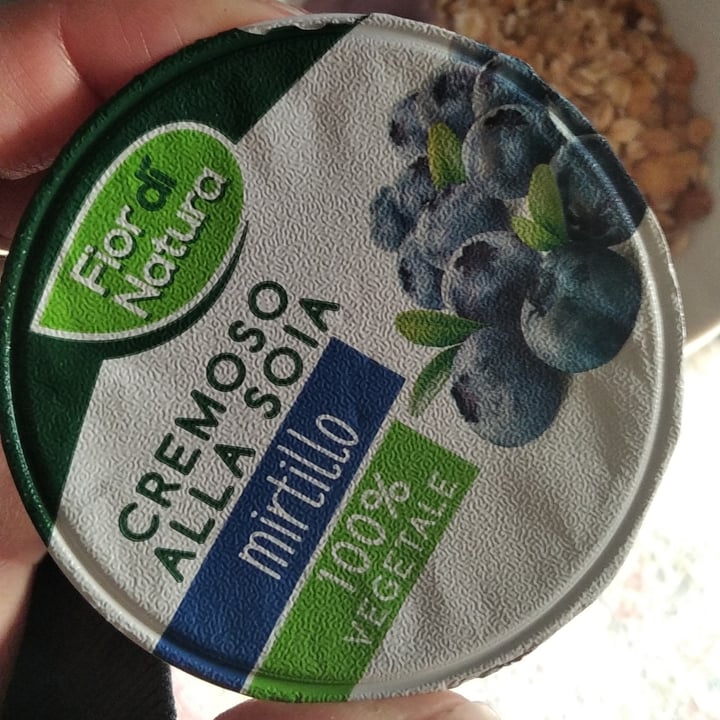 Fior di
Natura
CREMOSO
ALLA SOIA
mirtillo
100%
VEGETALE